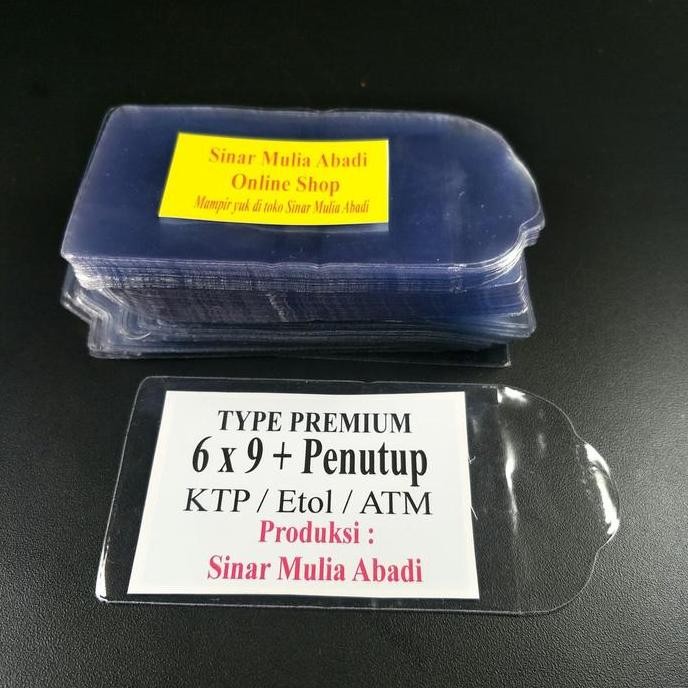 Sinar Mulia Abadi
Online Shop
Mampir yuk di toko Sinar Mulia Abadi
TYPE PREMIUM
6 x 9 + Penutup
KTP / Etol / ATM
Produksi :
Sinar Mulia Abadi